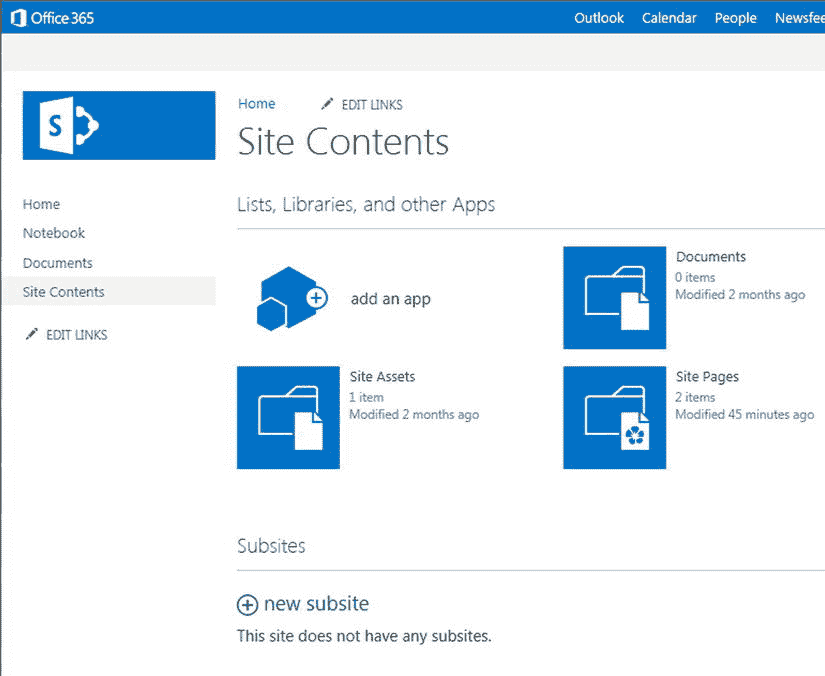 Office 365
Outlook Calendar People Newsfee
S
Home EDIT LINKS
Site Contents
Home
Notebook
Documents
Site Contents
EDIT LINKS
Lists, Libraries, and other Apps
add an app
Documents
0 items
Modified 2 months ago
Site Assets
1 item
Modified 2 months ago
Site Pages
2 items
Modified 45 minutes ago
Subsites
new subsite
This site does not have any subsites.